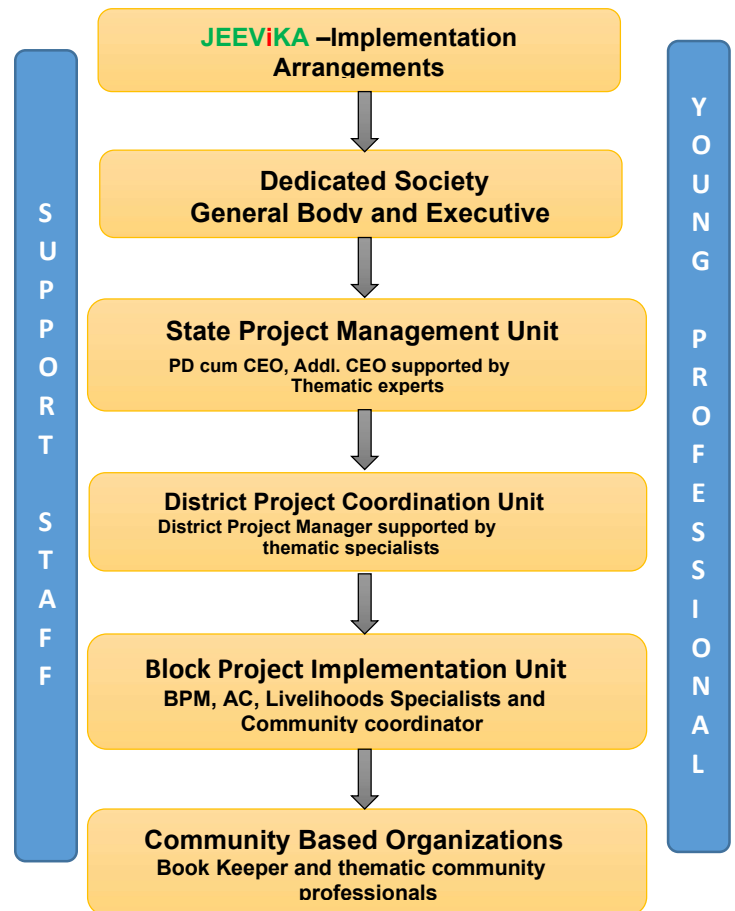 JEEViKA –Implementation
Arrangements
Dedicated Society
General Body and Executive
State Project Management Unit
PD cum CEO, Addl. CEO supported by
Thematic experts
District Project Coordination Unit
District Project Manager supported by
thematic specialists
Block Project Implementation Unit
BPM, AC, Livelihoods Specialists and
Community coordinator
Community Based Organizations
Book Keeper and thematic community
professionals
SUPPORT STAFF
YOUNG PROFESSIONAL